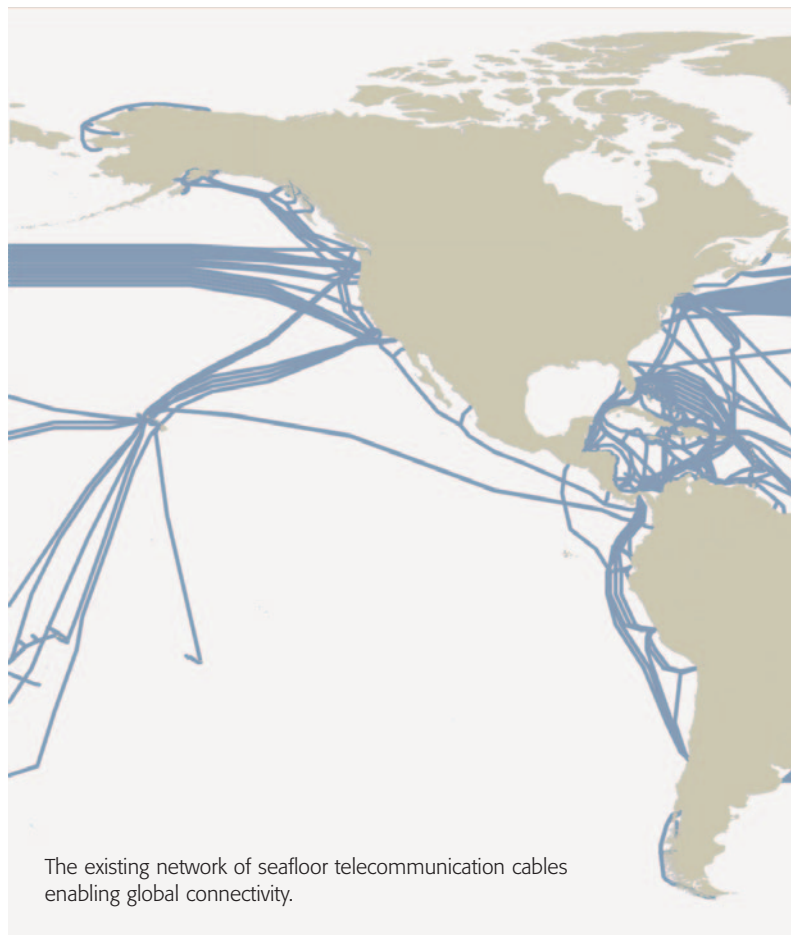 The existing network of seafloor telecommunication cables
enabling global connectivity.